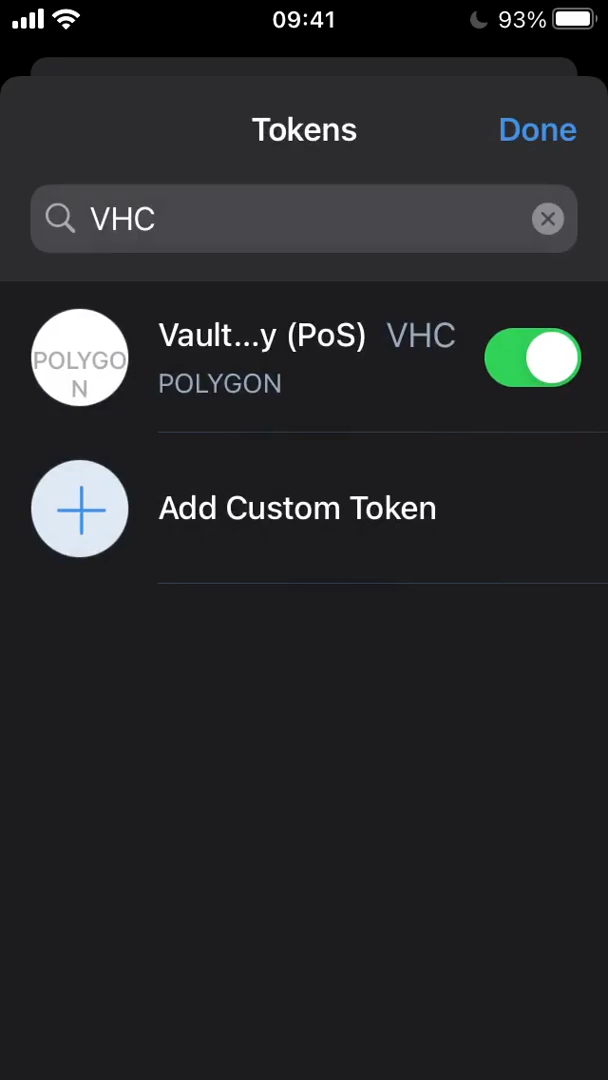 09:41
93%
Tokens
Done
VHC
Vault...y (PoS) VHC
POLYGON
POLYGO
N
Add Custom Token